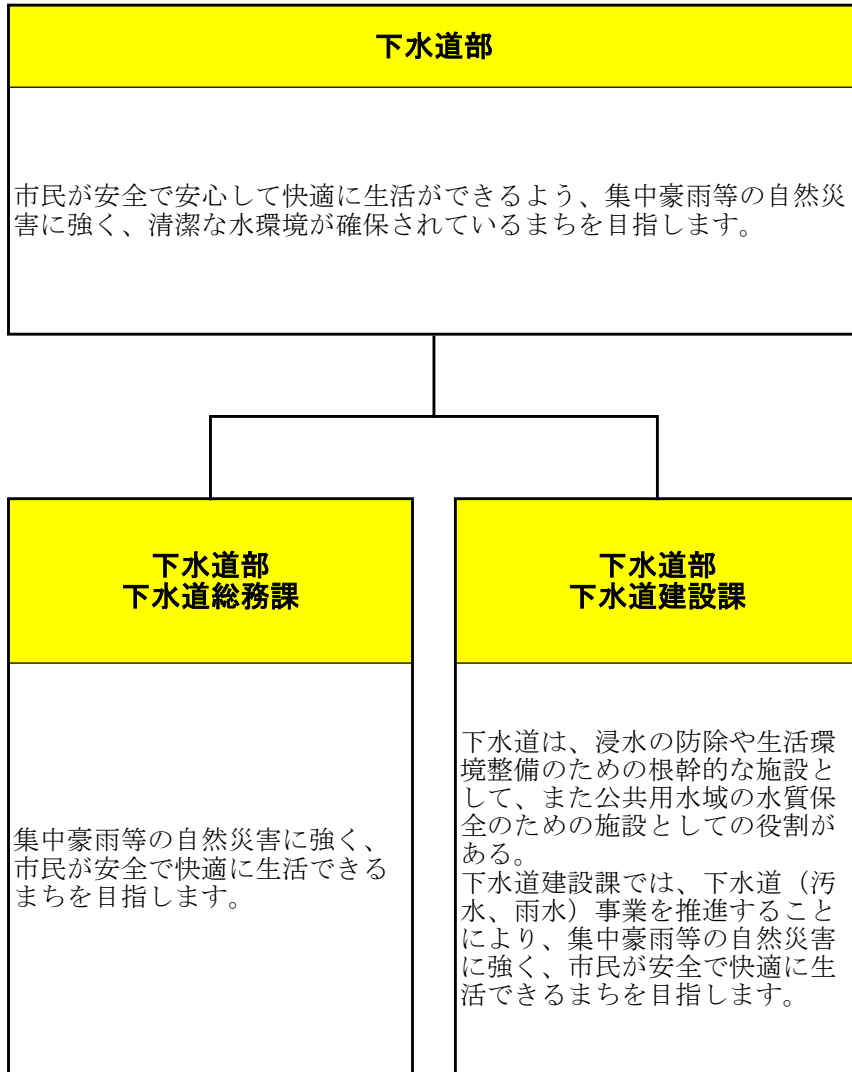 下水道部
市民が安全で安心して快適に生活ができるよう、集中豪雨等の自然災
害に強く、清潔な水環境が確保されているまちを目指します。
下水道部
下水道総務課
集中豪雨等の自然災害に強く、
市民が安全で快適に生活できる
まちを目指します。
下水道部
下水道建設課
下水道は、浸水の防除や生活環
境整備のための根幹的な施設と
して、また公共用水域の水質保
全のための施設としての役割が
ある。
下水道建設課では、下水道（汚
水、雨水）事業を推進すること
により、集中豪雨等の自然災害
に強く、市民が安全で快適に生
活できるまちを目指します。